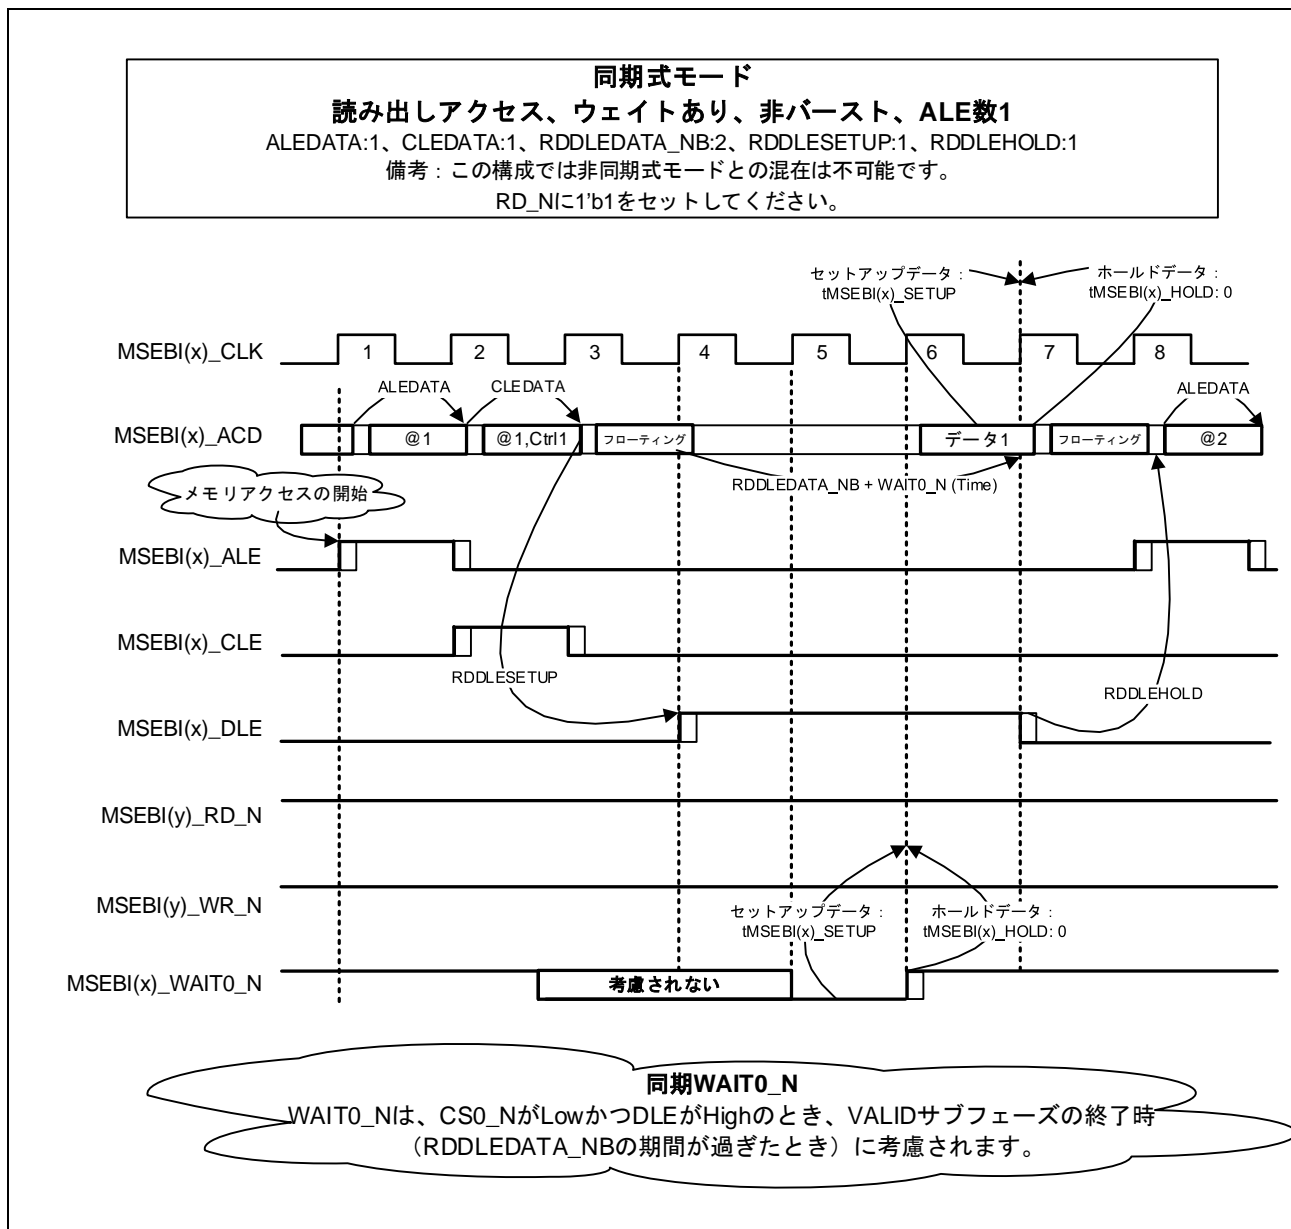 同期式モード
読み出しアクセス、ウェイトあり、非バースト、ALE数1
ALEDATA:1、CLEDATA:1、RDDLEDATA_NB:2、RDDLESETUP:1、RDDLEHOLD:1
備考：この構成では非同期式モードとの混在は不可能です。
RD_Nに1'b1をセットしてください。
セットアップデータ：
tMSEBI(x)_SETUP
ホールドデータ：
tMSEBI(x)_HOLD: 0
MSEBI(x)_CLK
1 2 3 4 5 6 7 8
ALEDATA
CLEDATA
ALEDATA
MSEBI(x)_ACD
@1
@1,Ctrl1
フローティング
データ1
フローティング
@2
RDDLEDATA_NB + WAIT0_N (Time)
メモリアクセスの開始
MSEBI(x)_ALE
MSEBI(x)_CLE
RDDLESETUP
RDDLEHOLD
MSEBI(x)_DLE
MSEBI(y)_RD_N
MSEBI(y)_WR_N
セットアップデータ：
tMSEBI(x)_SETUP
ホールドデータ：
tMSEBI(x)_HOLD: 0
MSEBI(x)_WAIT0_N
考慮されない
同期WAIT0_N
WAIT0_Nは、CS0_NがLowかつDLEがHighのとき、VALIDサブフェーズの終了時
（RDDLEDATA_NBの期間が過ぎたとき）に考慮されます。